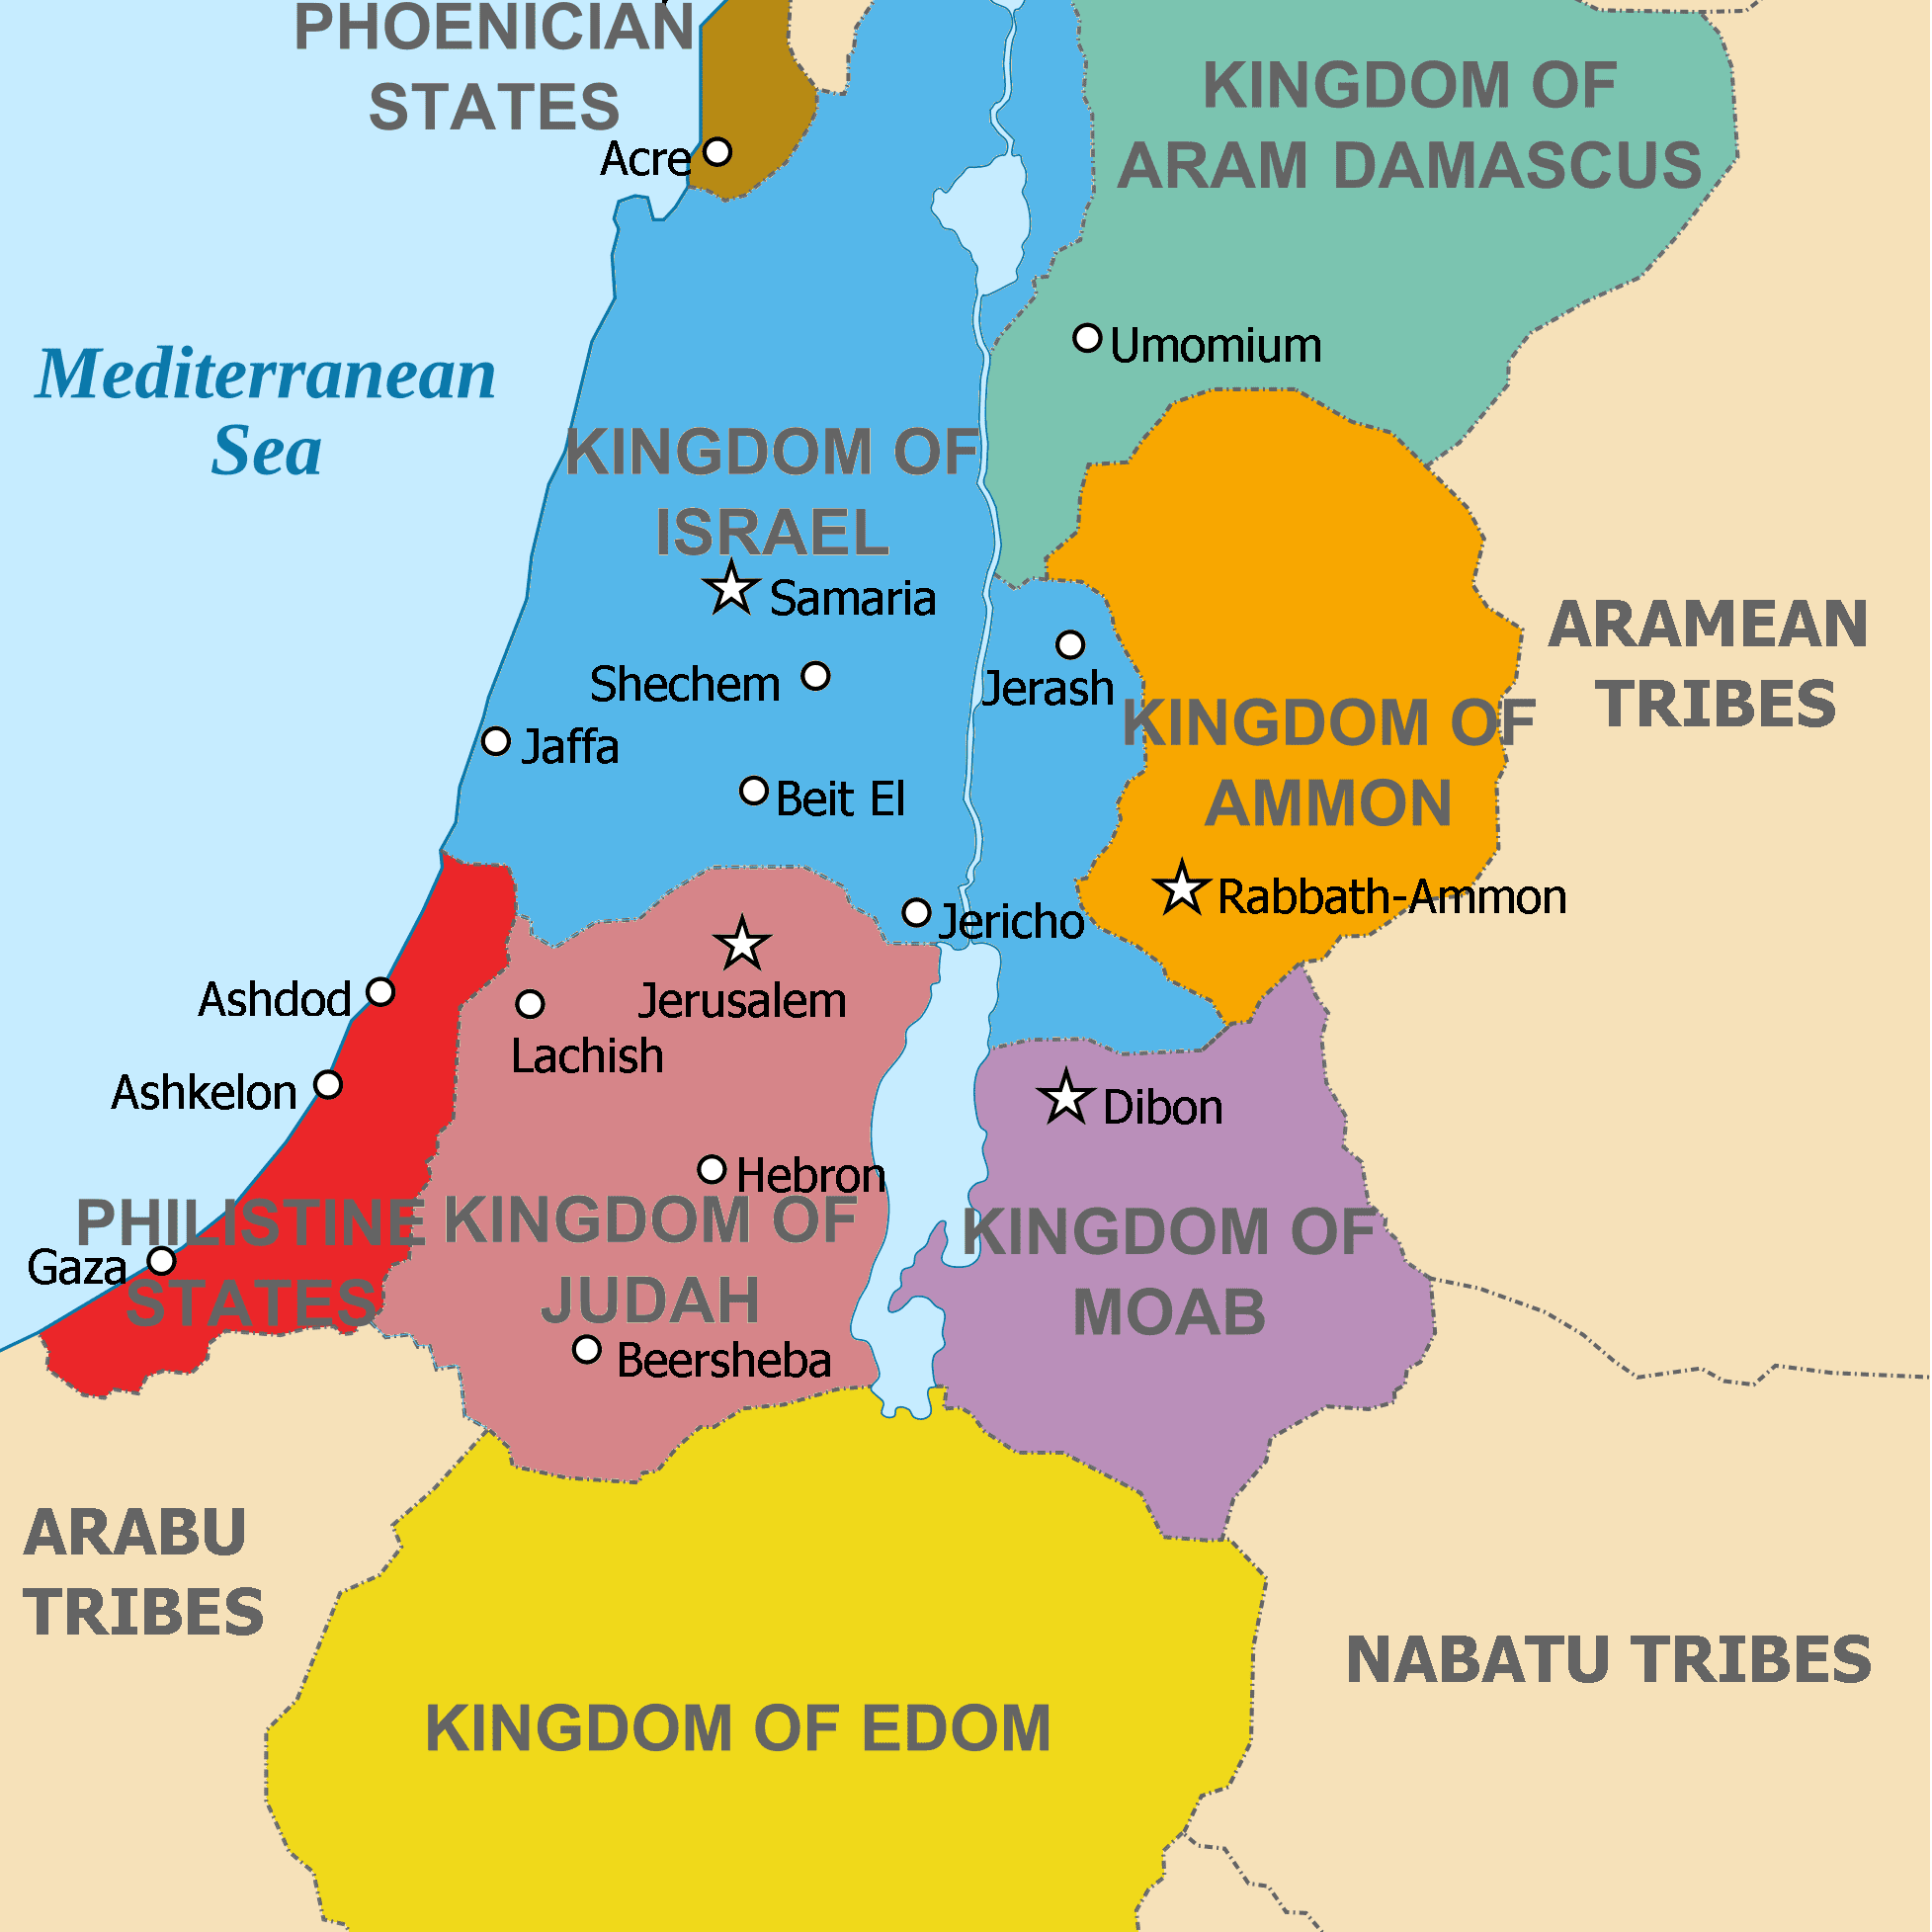 PHOENICIAN
STATES
KINGDOM OF
ARAM DAMASCUS
Acre
Mediterranean
Sea
Umomium
KINGDOM OF
ISRAEL
Samaria
ARAMEAN
TRIBES
Shechem
Jerash
Jaffa
KINGDOM OF
AMMON
Beit El
Rabbath-Ammon
Jericho
Ashdod
Jerusalem
Lachish
Ashkelon
Dibon
Hebron
PHILISTINE
STATES
Gaza
KINGDOM OF
JUDAH
KINGDOM OF
MOAB
Beersheba
ARABU
TRIBES
NABATU TRIBES
KINGDOM OF EDOM